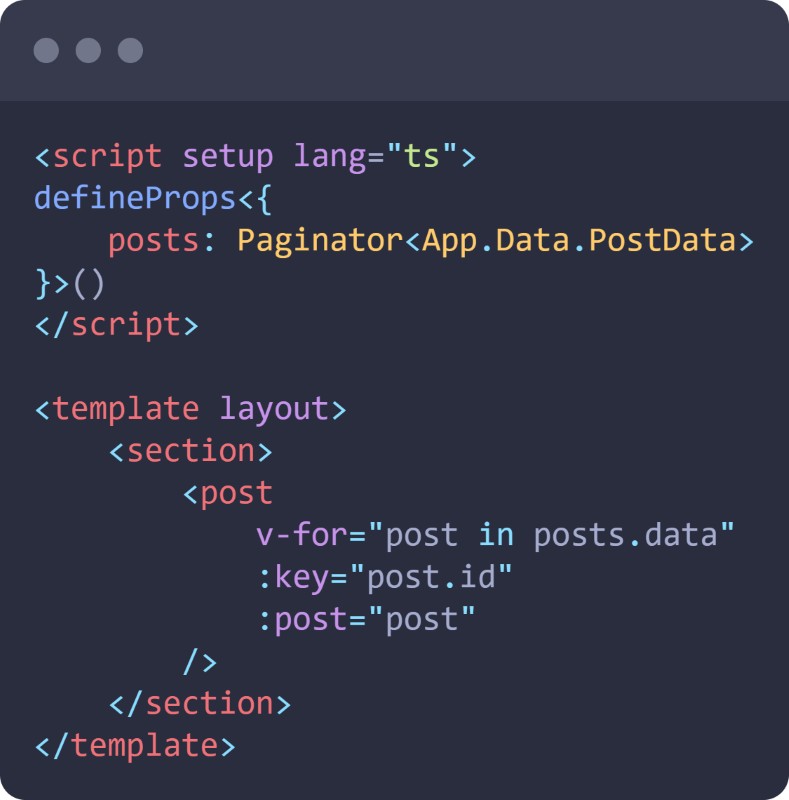 <script setup lang="ts">
defineProps<{
    posts: Paginator<App.Data.PostData>
}>()
</script>

<template layout>
    <section>
        <post
            v-for="post in posts.data"
            :key="post.id"
            :post="post"
        />
    </section>
</template>